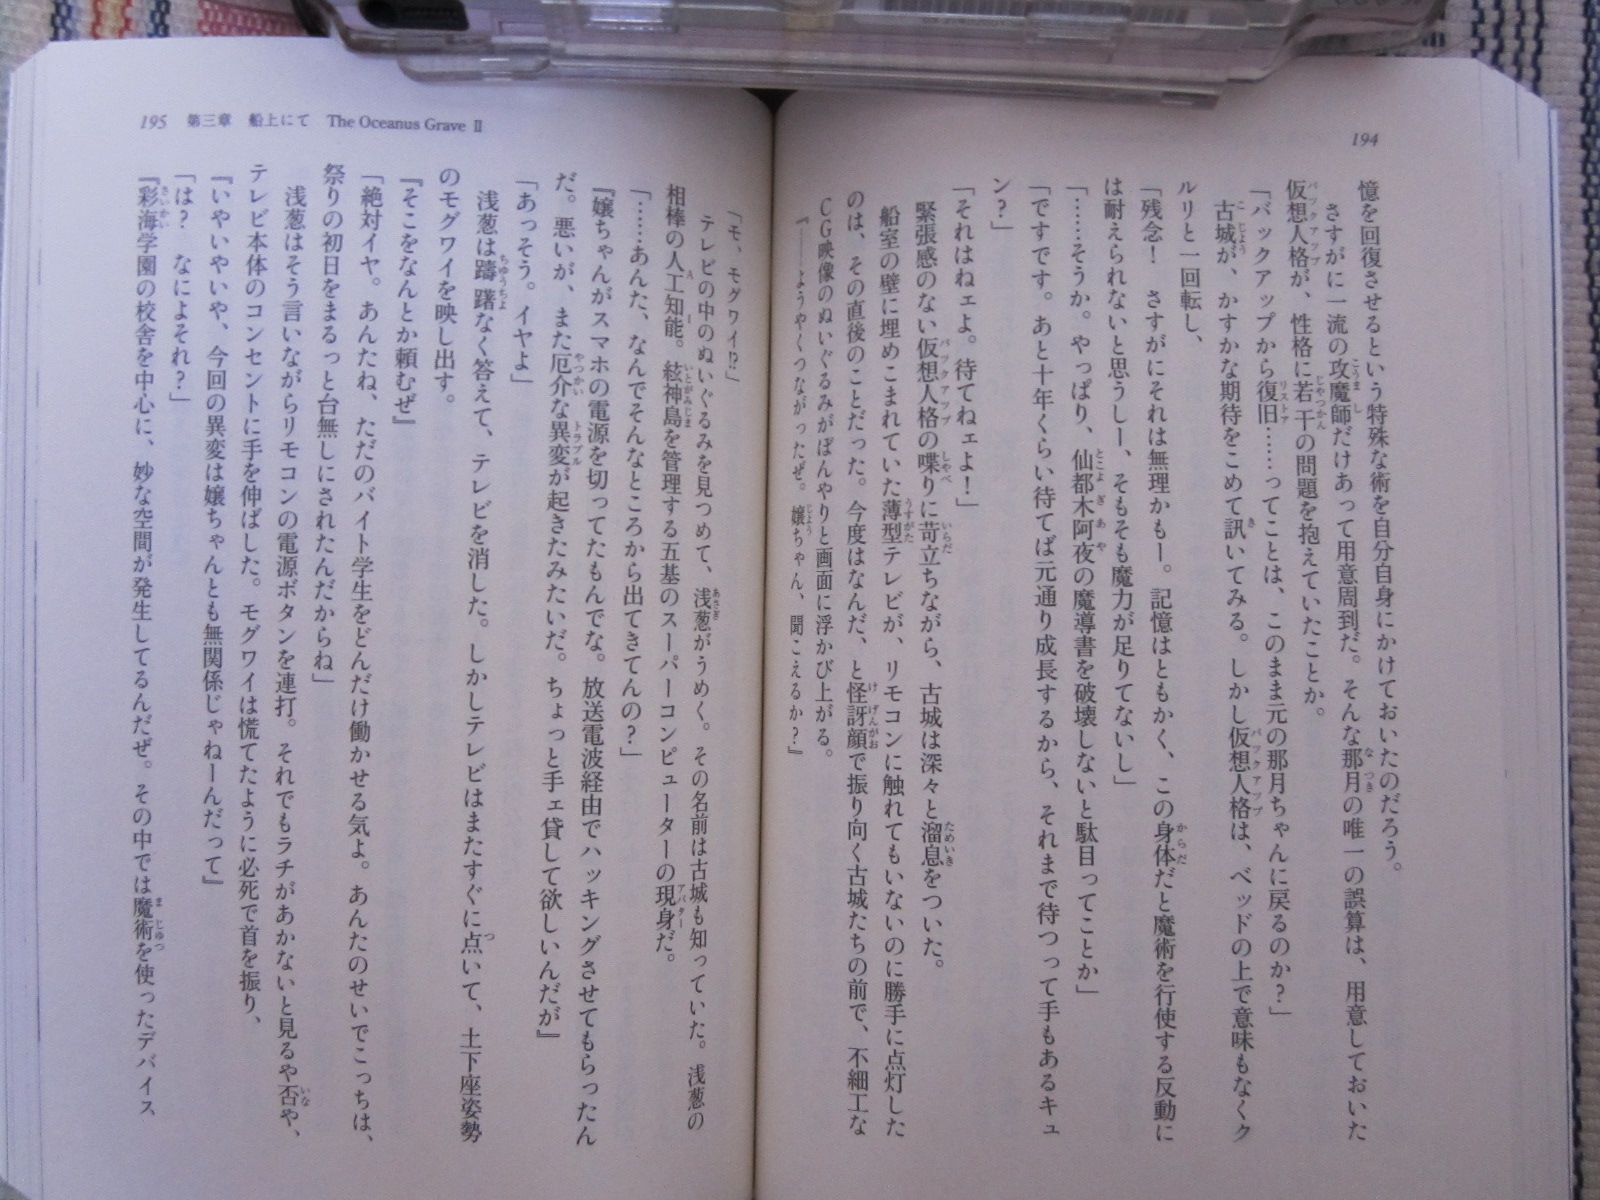 194
憶を回復させるという特殊な術を自分自身にかけておいたのだろう。
さすがに一流の攻魔師だけあって用意周到だ。そんな那月の唯一の誤算は、用意しておいた
仮想人格が、性格に若干の問題を抱えていたことか。
「バックアップから復旧……ってことは、このまま元の那月ちゃんに戻るのか?」
古城が、かすかな期待をこめて訊いてみる。しかし仮想人格は、ベッドの上で意味もなくク
ルリと一回転し、
「残念！　さすがにそれは無理かもー。記憶はともかく、この身体だと魔術を行使する反動に
は耐えられないと思うしー、そもそも魔力が足りてないし」
「……そうか。やっぱり、仙都木阿夜の魔導書を破壊しないと駄目ってことか」
「ですです。あと十年くらい待てば元通り成長するから、それまで待つって手もあるキュ
ン?」
「それはねェよ。待てねェよ！」
緊張感のない仮想人格の喋りに苛立ちながら、古城は深々と溜息をついた。
船室の壁に埋めこまれていた薄型テレビが、リモコンに触れてもいないのに勝手に点灯した
のは、その直後のことだった。今度はなんだ、と怪訝顔で振り向く古城たちの前で、不細工な
ＣＧ映像のぬいぐるみがぼんやりと画面に浮かび上がる。
『――ようやくつながったぜ。嬢ちゃん、聞こえるか?』
195　第三章　船上にて　The Oceanus Grave Ⅱ
「モ、モグワイ!?」
テレビの中のぬいぐるみを見つめて、浅葱がうめく。その名前は古城も知っていた。浅葱の
相棒の人工知能。絃神島を管理する五基のスーパーコンピューターの現身だ。
「……あんた、なんでそんなところから出てきてんの?」
『嬢ちゃんがスマホの電源を切ってたもんでな。放送電波経由でハッキングさせてもらったん
だ。悪いが、また厄介な異変が起きたみたいだ。ちょっと手ェ貸して欲しいんだが』
「あっそう。イヤよ」
浅葱は躊躇なく答えて、テレビを消した。しかしテレビはまたすぐに点いて、土下座姿勢
のモグワイを映し出す。
『そこをなんとか頼むぜ』
「絶対イヤ。あんたね、ただのバイト学生をどんだけ働かせる気よ。あんたのせいでこっちは、
祭りの初日をまるっと台無しにされたんだからね」
浅葱はそう言いながらリモコンの電源ボタンを連打。それでもラチがあかないと見るや否や、
テレビ本体のコンセントに手を伸ばした。モグワイは慌てたように必死で首を振り、
『いやいやいや、今回の異変は嬢ちゃんとも無関係じゃねーんだって』
「は?　なによそれ?」
『彩海学園の校舎を中心に、妙な空間が発生してるんだぜ。その中では魔術を使ったデバイス